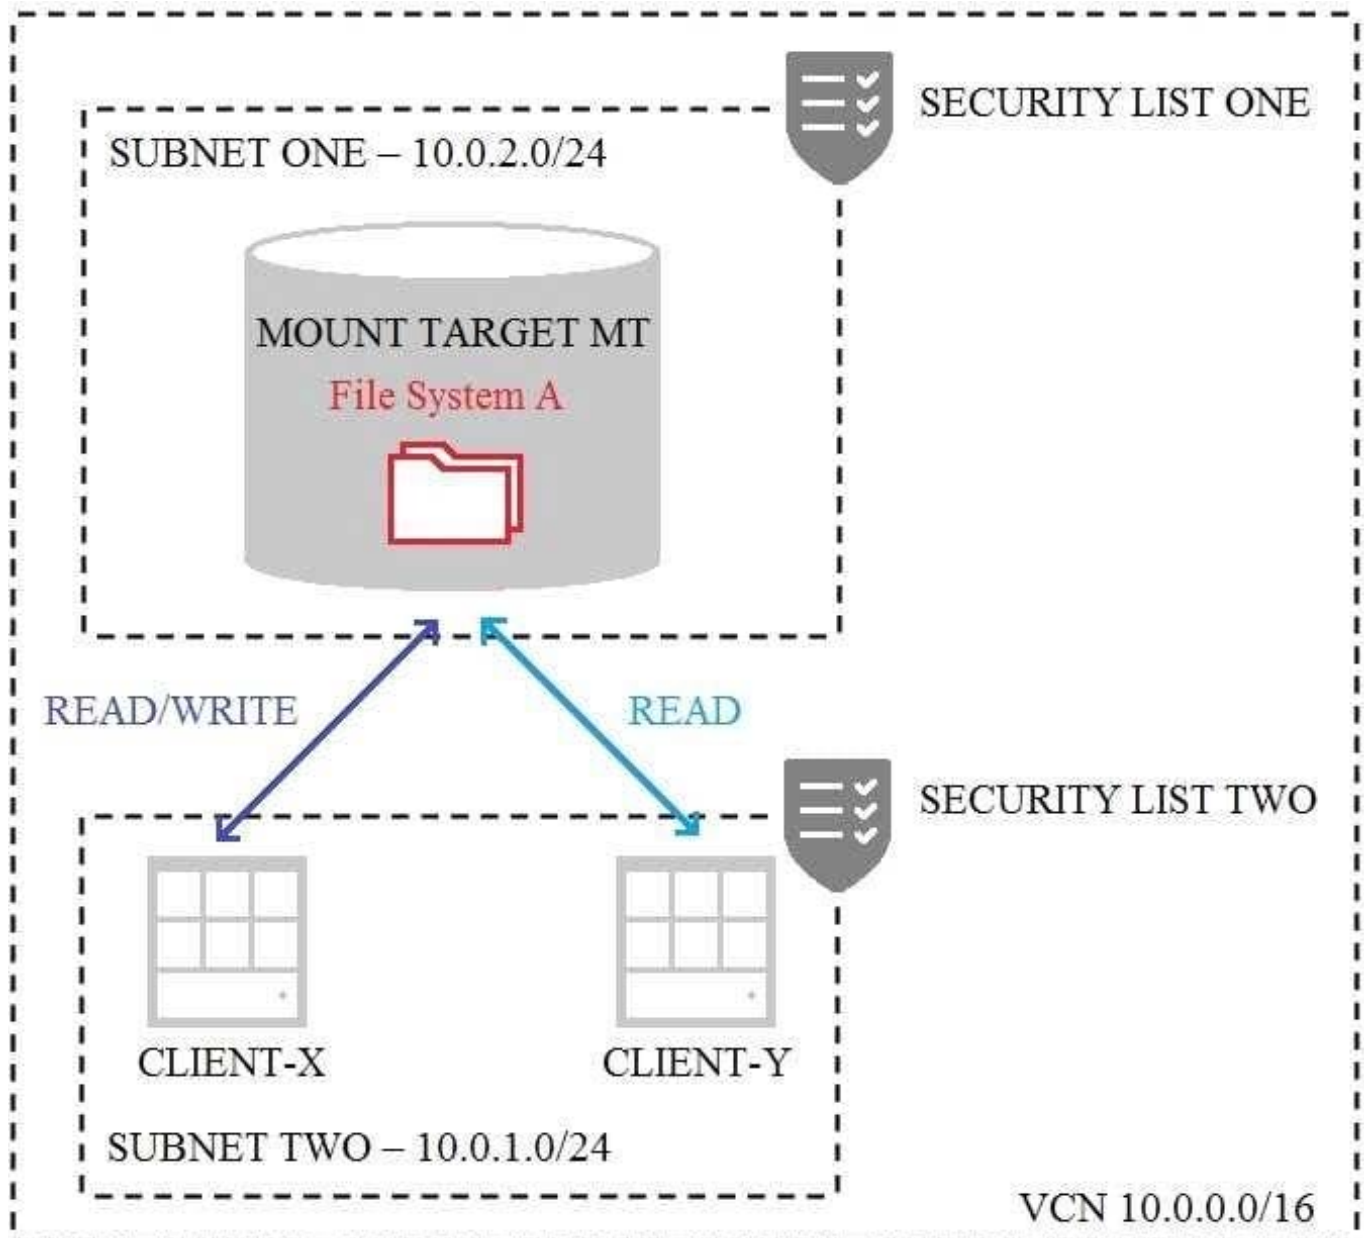 SECURITY LIST ONE
SUBNET ONE – 10.0.2.0/24
MOUNT TARGET MT
File System A
READ/WRITE
READ
SECURITY LIST TWO
CLIENT-X
CLIENT-Y
SUBNET TWO – 10.0.1.0/24
VCN 10.0.0.0/16